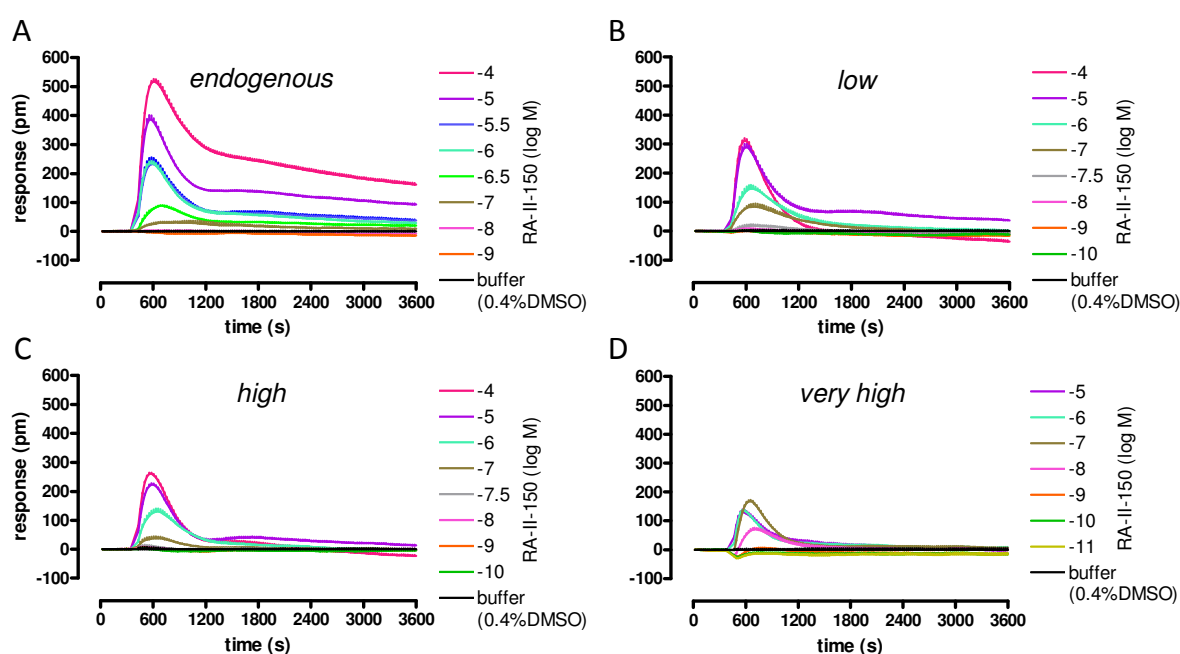 A
endogenous
600
500
400
300
200
100
0
-100
response (pm)
0 600 1200 1800 2400 3000 3600
time (s)
-4
-5
-5.5
-6
-6.5
-7
-8
-9
buffer
(0.4%DMSO)
RA-II-150 (log M)
B
low
600
500
400
300
200
100
0
-100
0 600 1200 1800 2400 3000 3600
time (s)
-4
-5
-6
-7
-7.5
-8
-9
-10
buffer
(0.4%DMSO)
RA-II-150 (log M)
C
high
600
500
400
300
200
100
0
-100
response (pm)
0 600 1200 1800 2400 3000 3600
time (s)
-4
-5
-6
-7
-7.5
-8
-9
-10
buffer
(0.4%DMSO)
RA-II-150 (log M)
D
very high
600
500
400
300
200
100
0
-100
0 600 1200 1800 2400 3000 3600
time (s)
-5
-6
-7
-8
-9
-10
-11
buffer
(0.4%DMSO)
RA-II-150 (log M)